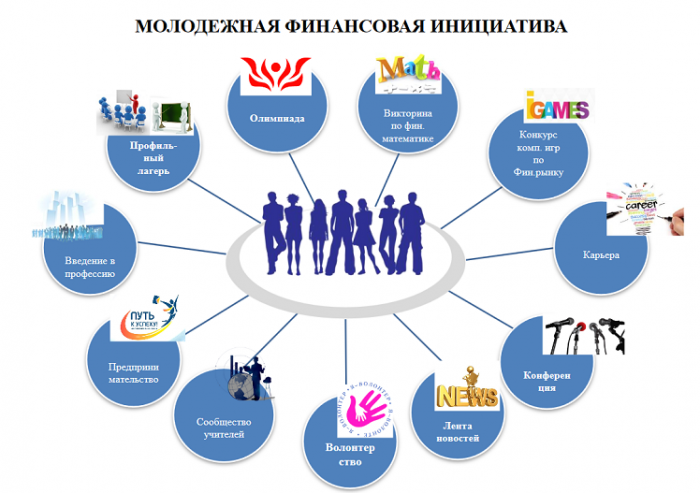 МОЛОДЕЖНАЯ ФИНАНСОВАЯ ИНИЦИАТИВА
Олимпиада
Math
Викторина
по фин.
математике
iGAMES
Конкурс
комп. игр
по
Фин.рынку
career
Карьера
Конферен
ция
NEWS
Лента
новостей
Я-ВОЛОНТЕР
Волонтер
ство
Сообщество
учителей
ПУТЬ
К УСПЕХУ!
Предприни
мательство
Введение в
профессию
Профиль-
ный
лагерь